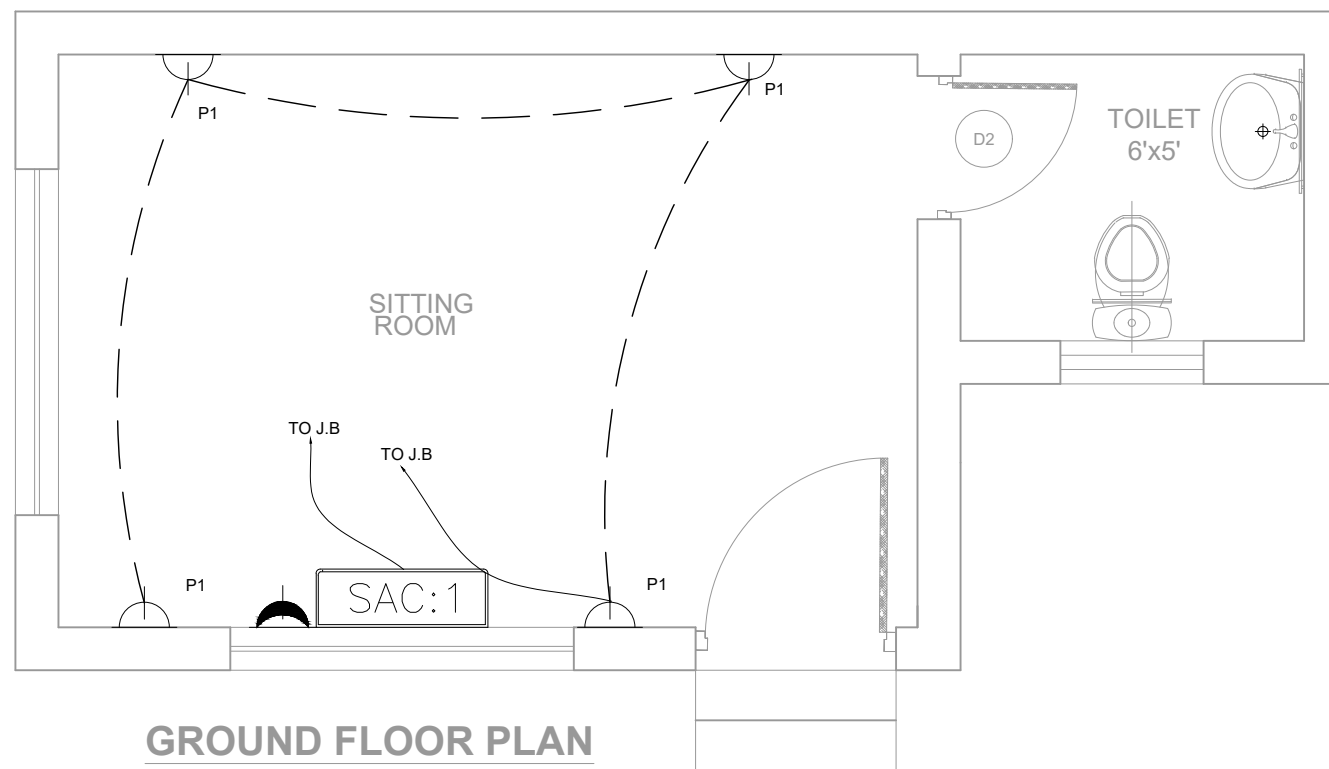 P1
P1
D2
TOILET
6'x5'
SITTING
ROOM
TO J.B
TO J.B
P1
SAC:1
P1
GROUND FLOOR PLAN